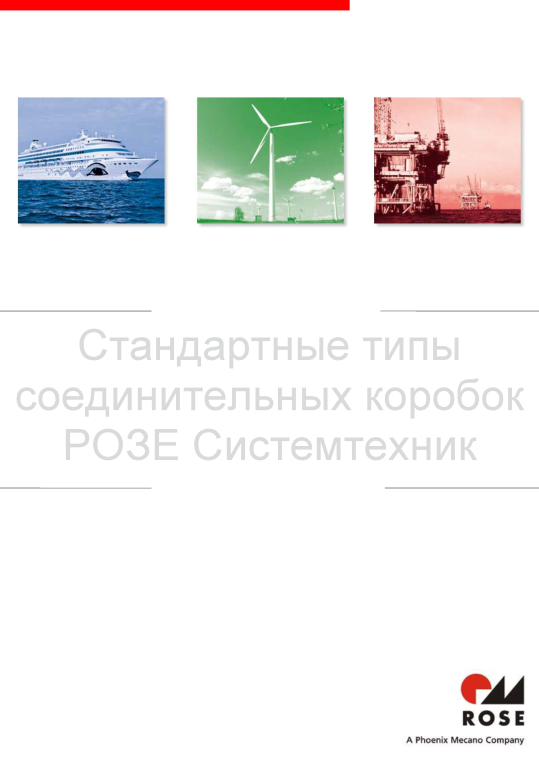 Стандартные типы
соединительных коробок
РОЗЕ Системтехник
ROSE
A Phoenix Mecano Company